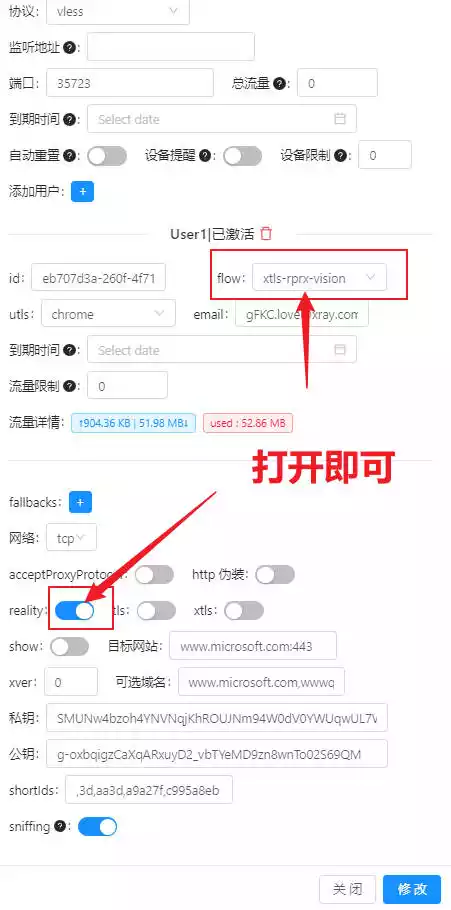 协议： vless
监听地址 ?：
端口： 35723 总流量 ?： 0
到期时间 ?： Select date
自动重置 ?： 设备提醒 ?： 设备限制 ?： 0
添加用户： +
User1|已激活
id： eb707d3a-260f-4f71 flow： xtls-rprx-vision
utls： chrome email： gFKC.love@xray.com
到期时间 ?： Select date
流量限制 ?： 0
流量详情： ↑904.36 KB | 51.98 MB↓ used : 52.86 MB
打开即可
fallbacks： +
网络： tcp
acceptProxyProtocol： http 伪装：
reality： tls： xtls：
show： 目标网站： www.microsoft.com:443
xver： 0 可选域名： www.microsoft.com,wwwq
私钥： SMUNw4bzoh4YNVNqjKhROUJNm94W0dV0YWUqwUL7V
公钥： g-oxbqigzCaXqARxuyD2_vbTYeMD9zn8wnTo02S69QM
shortIds： ,3d,aa3d,a9a27f,c995a8eb
sniffing ?：
关 闭 修 改